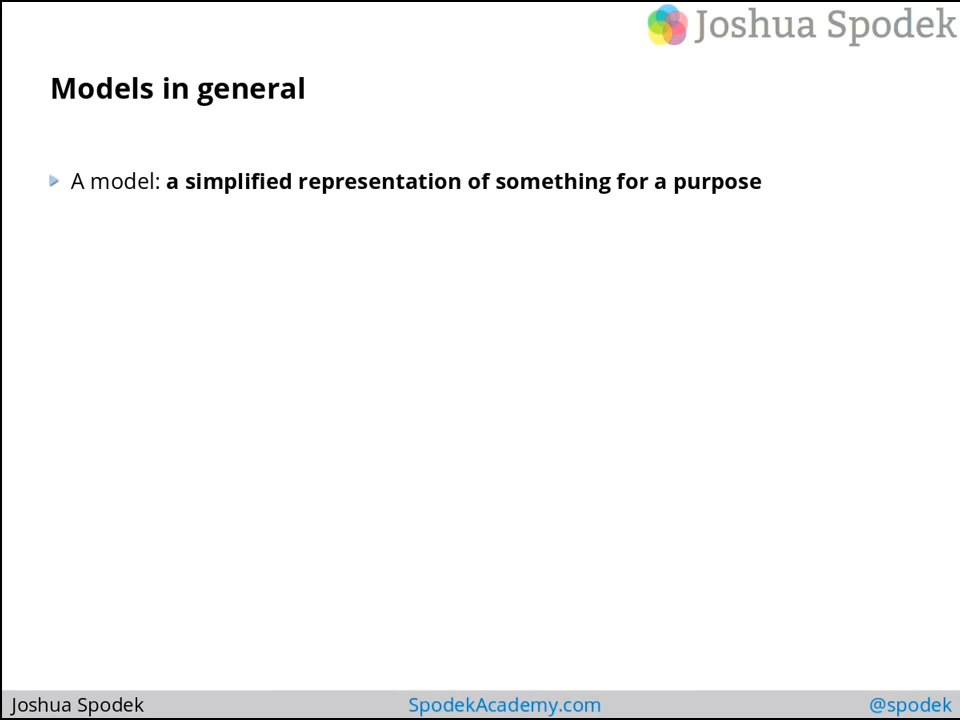 Joshua Spodek
Models in general
A model: a simplified representation of something for a purpose
Joshua Spodek SpodekAcademy.com @spodek